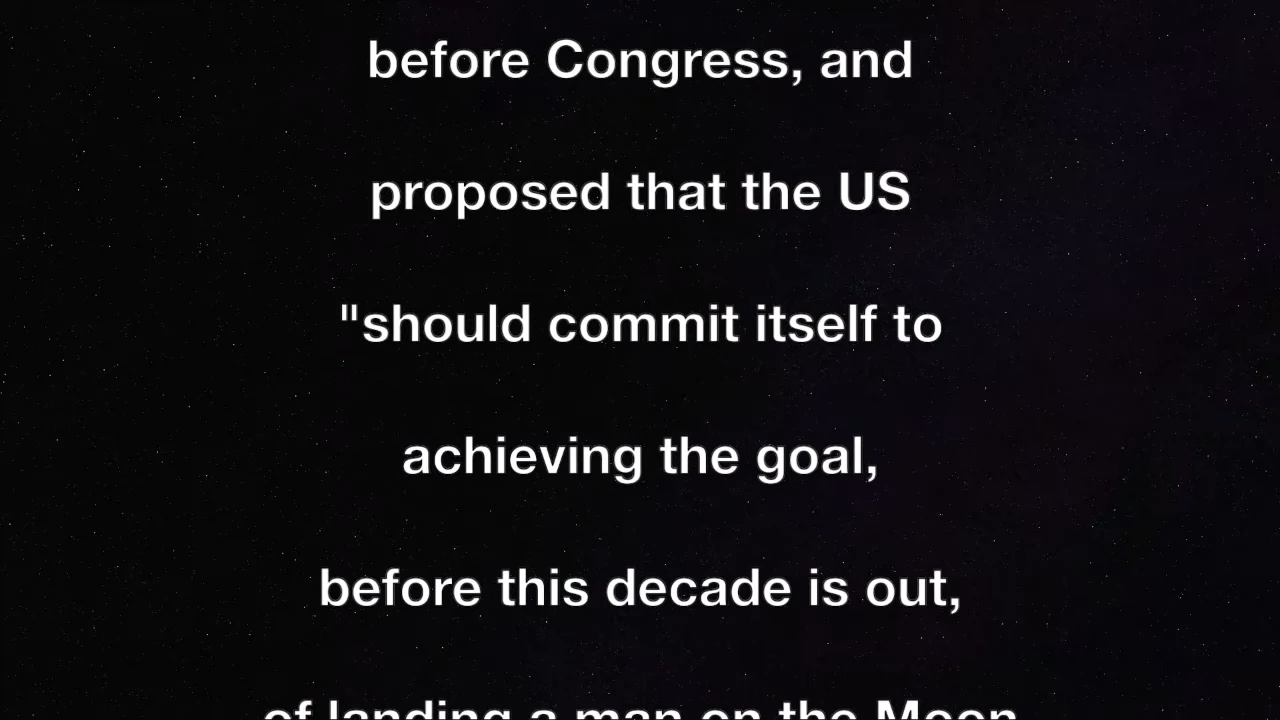 before Congress, and
proposed that the US
"should commit itself to
achieving the goal,
before this decade is out,
of landing a man on the Moon